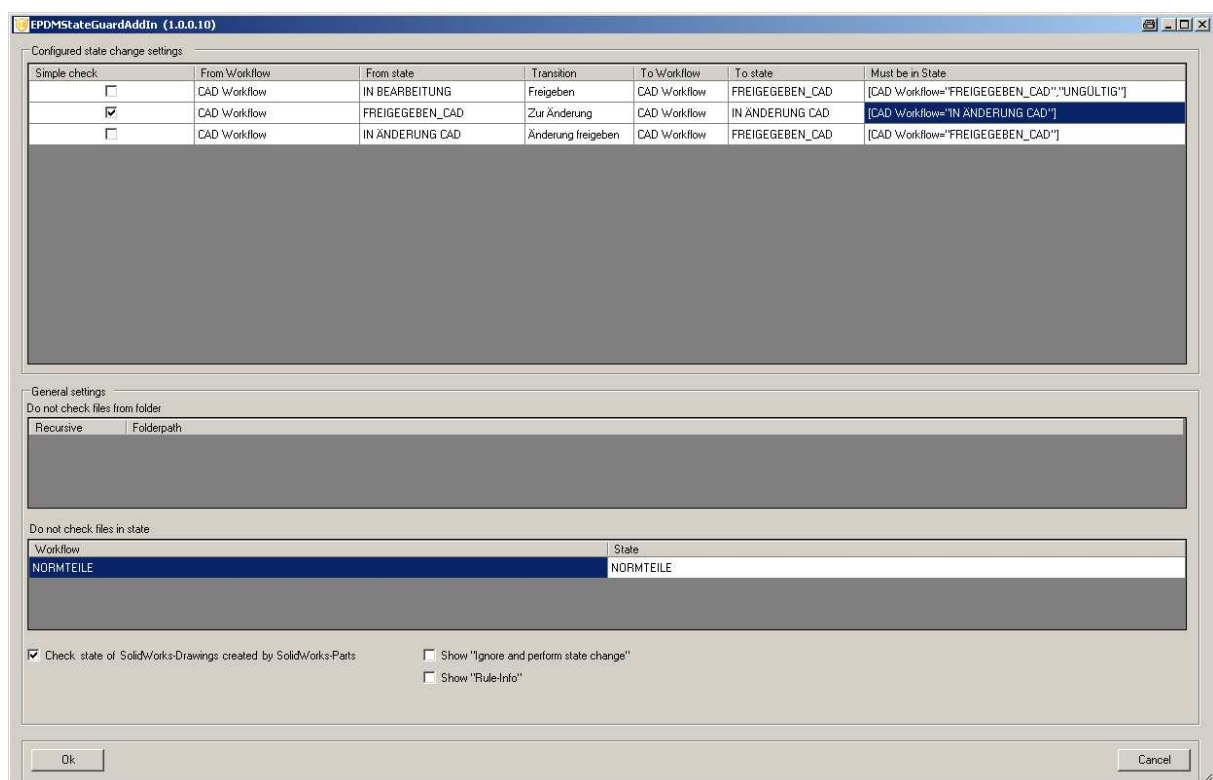 EPDMStateGuardAddIn (1.0.0.10)
Configured state change settings
Simple check From Workflow From state Transition To Workflow To state Must be in State
CAD Workflow IN BEARBEITUNG Freigeben CAD Workflow FREIGEGEBEN_CAD [CAD Workflow="FREIGEGEBEN_CAD","UNGÜLTIG"]
CAD Workflow FREIGEGEBEN_CAD Zur Änderung CAD Workflow IN ÄNDERUNG CAD [CAD Workflow="IN ÄNDERUNG CAD"]
CAD Workflow IN ÄNDERUNG CAD Änderung freigeben CAD Workflow FREIGEGEBEN_CAD [CAD Workflow="FREIGEGEBEN_CAD"]
General settings
Do not check files from folder
Recursive Folderpath
Do not check files in state
Workflow State
NORMTEILE NORMTEILE
Check state of SolidWorks-Drawings created by SolidWorks-Parts Show "Ignore and perform state change"
Show "Rule-Info"
Ok Cancel